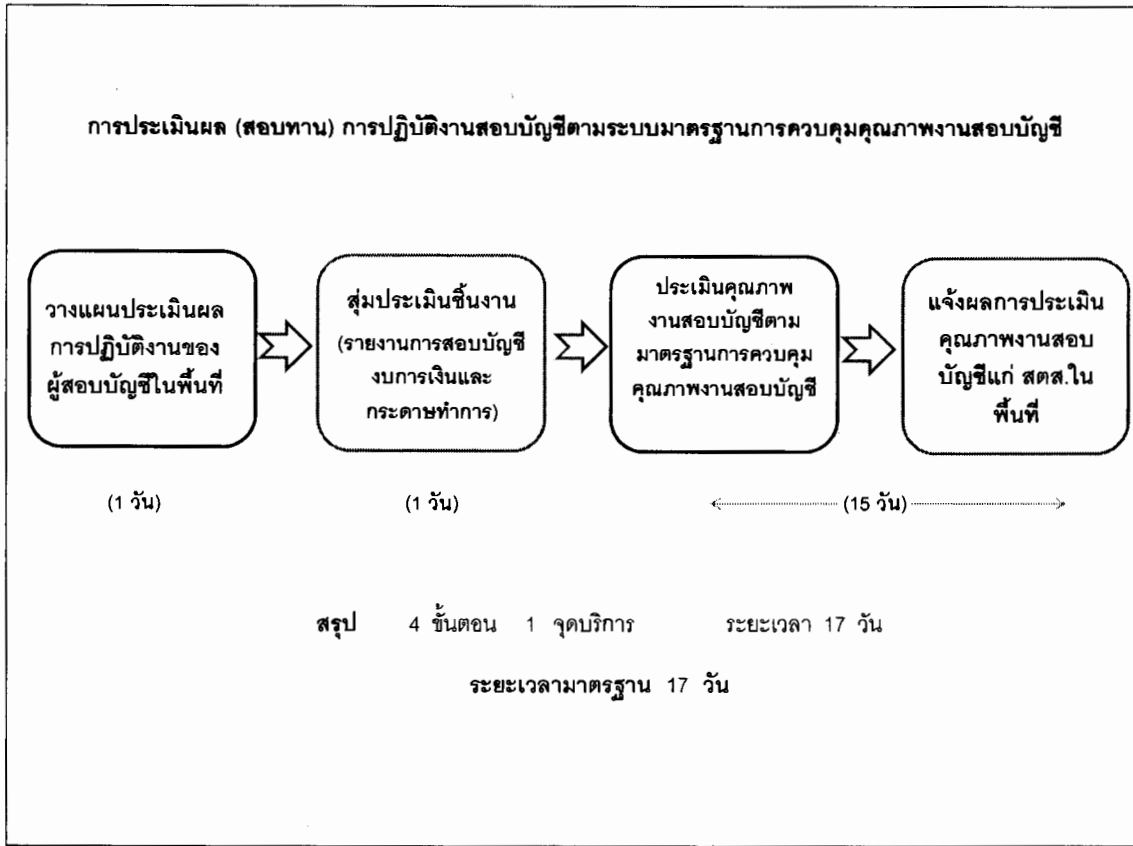 การประเมินผล (สอบทาน) การปฏิบัติงานสอบบัญชีตามระบบมาตรฐานการควบคุมคุณภาพงานสอบบัญชี
วางแผนประเมินผล
การปฏิบัติงานของ
ผู้สอบบัญชีในพื้นที่
สุ่มประเมินชิ้นงาน
(รายงานการสอบบัญชี
งบการเงินและ
กระดาษทำการ)
ประเมินคุณภาพ
งานสอบบัญชีตาม
มาตรฐานการควบคุม
คุณภาพงานสอบบัญชี
แจ้งผลการประเมิน
คุณภาพงานสอบ
บัญชีแก่ สตส.ใน
พื้นที่
(1 วัน)
(1 วัน)
(15 วัน)
สรุป 4 ขั้นตอน 1 จุดบริการ ระยะเวลา 17 วัน
ระยะเวลามาตรฐาน 17 วัน